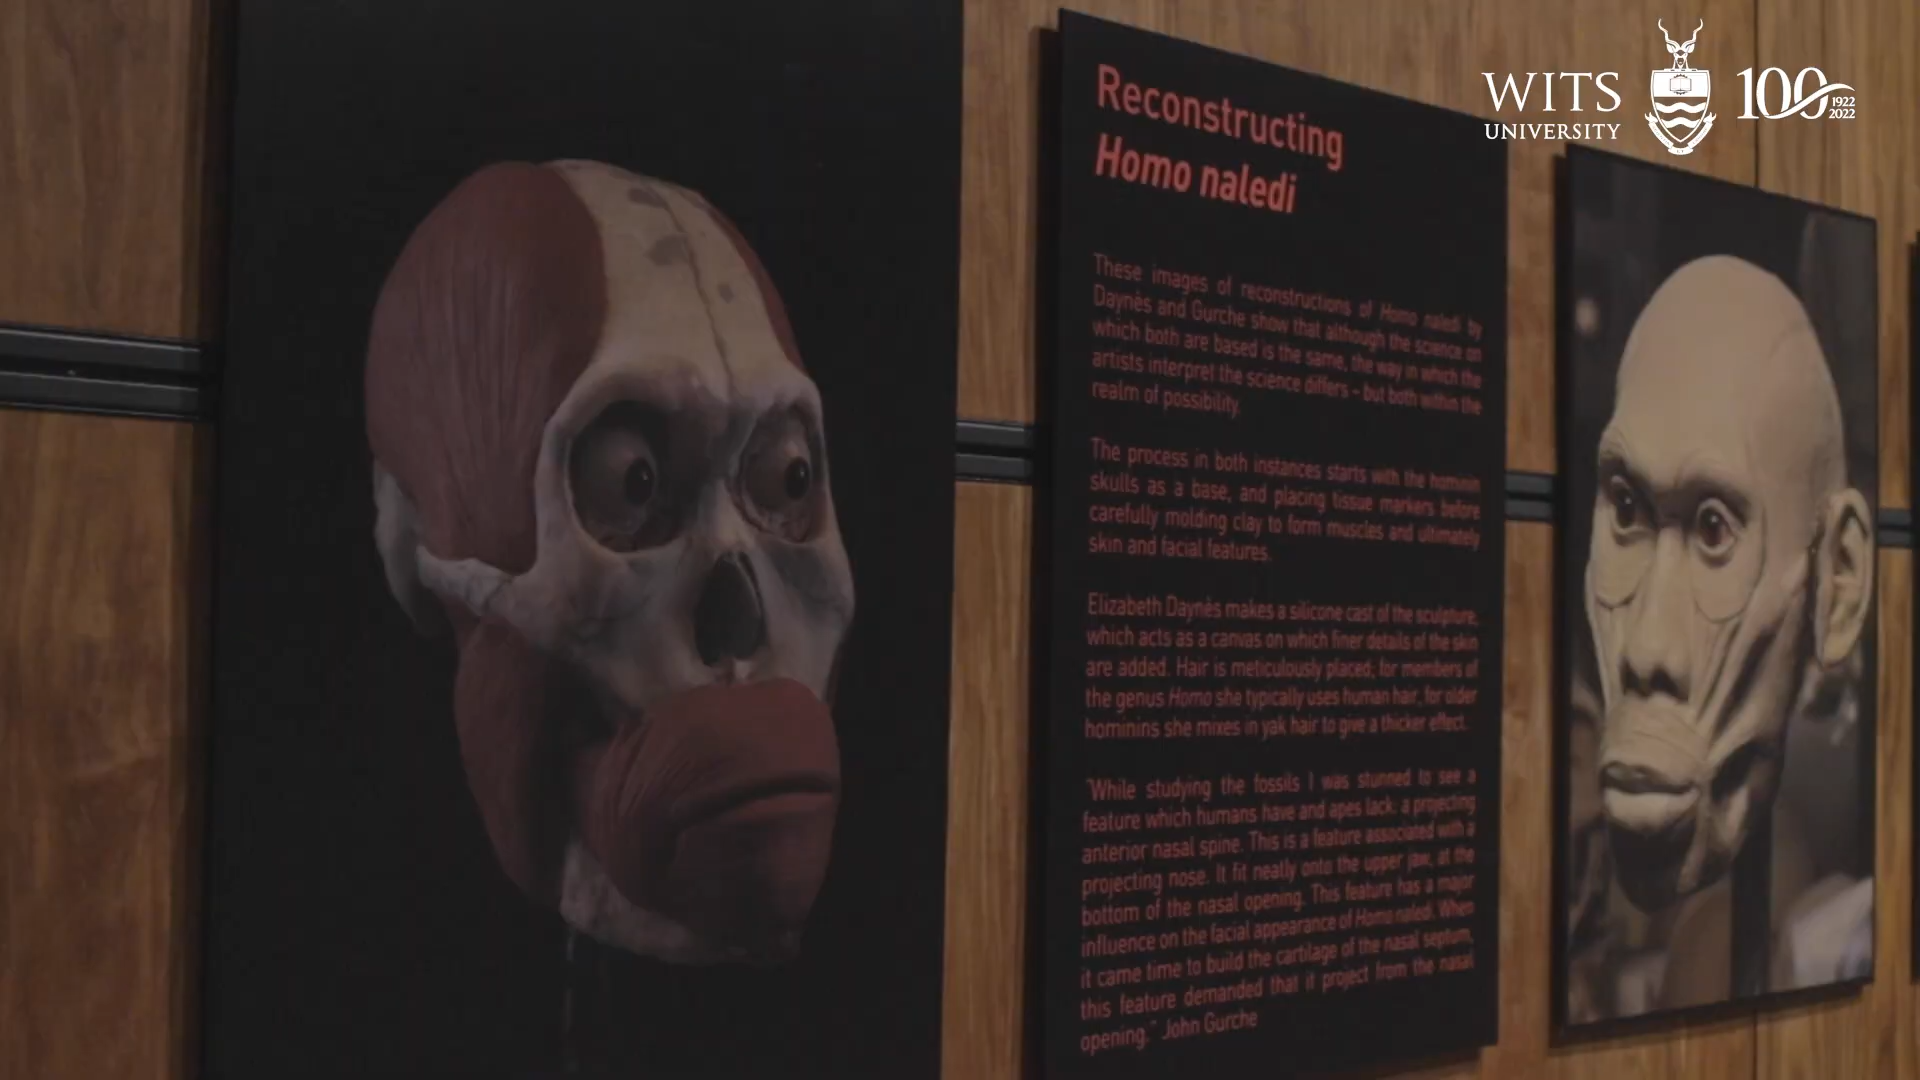 WITS
UNIVERSITY
100
1922
2022
Reconstructing
Homo naledi
These images of reconstructions of Homo naledi by
Daynès and Gurche show that although the science on
which both are based is the same, the way in which the
artists interpret the science differs – but both within the
realm of possibility.
The process in both instances starts with the hominin
skulls as a base, and placing tissue markers before
carefully molding clay to form muscles and ultimately
skin and facial features.
Elizabeth Daynès makes a silicone cast of the sculpture,
which acts as a canvas on which finer details of the skin
are added. Hair is meticulously placed; for members of
the genus Homo she typically uses human hair, for older
hominins she mixes in yak hair to give a thicker effect.
"While studying the fossils I was stunned to see a
feature which humans have and apes lack: a projecting
anterior nasal spine. This is a feature associated with a
projecting nose. It fit neatly onto the upper jaw, at the
bottom of the nasal opening. This feature has a major
influence on the facial appearance of Homo naledi. When
it came time to build the cartilage of the nasal septum,
this feature demanded that it project from the nasal
opening." John Gurche